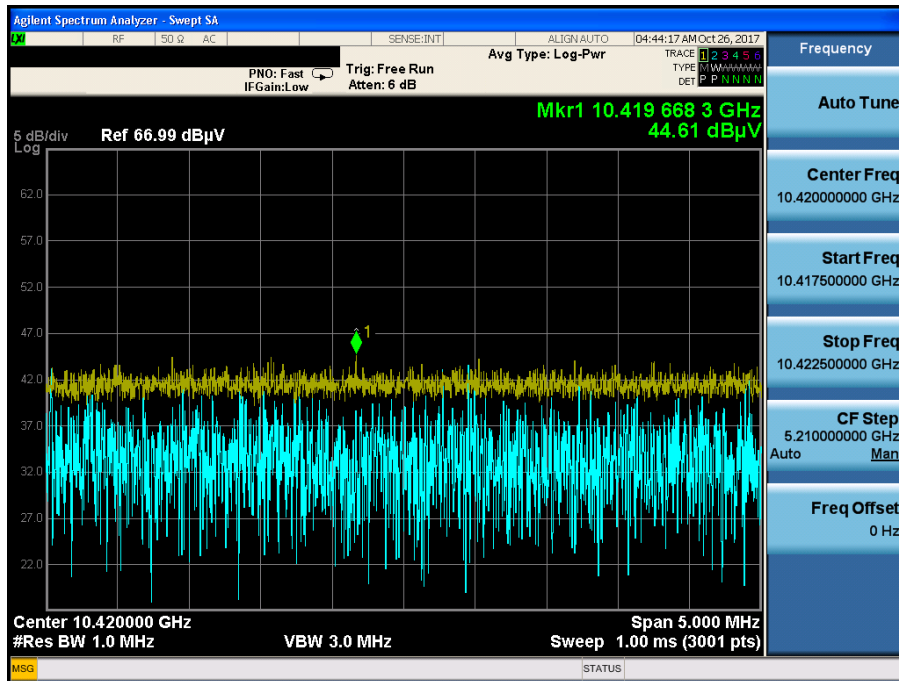 Agilent Spectrum Analyzer - Swept SA
LXI RF 50 Ω AC SENSE:INT ALIGN AUTO 04:44:17 AM Oct 26, 2017
PNO: Fast
IFGain:Low
Trig: Free Run
Atten: 6 dB
Avg Type: Log-Pwr
TRACE 1 2 3 4 5 6
TYPE M W W W W W
DET P P N N N N
Mkr1 10.419 668 3 GHz
44.61 dBµV
5 dB/div Ref 66.99 dBµV
Log
62.0
57.0
52.0
47.0
42.0
37.0
32.0
27.0
22.0
1
Center 10.420000 GHz Span 5.000 MHz
#Res BW 1.0 MHz VBW 3.0 MHz Sweep 1.00 ms (3001 pts)
MSG STATUS
Frequency
Auto Tune
Center Freq
10.420000000 GHz
Start Freq
10.417500000 GHz
Stop Freq
10.422500000 GHz
CF Step
5.210000000 GHz
Auto Man
Freq Offset
0 Hz